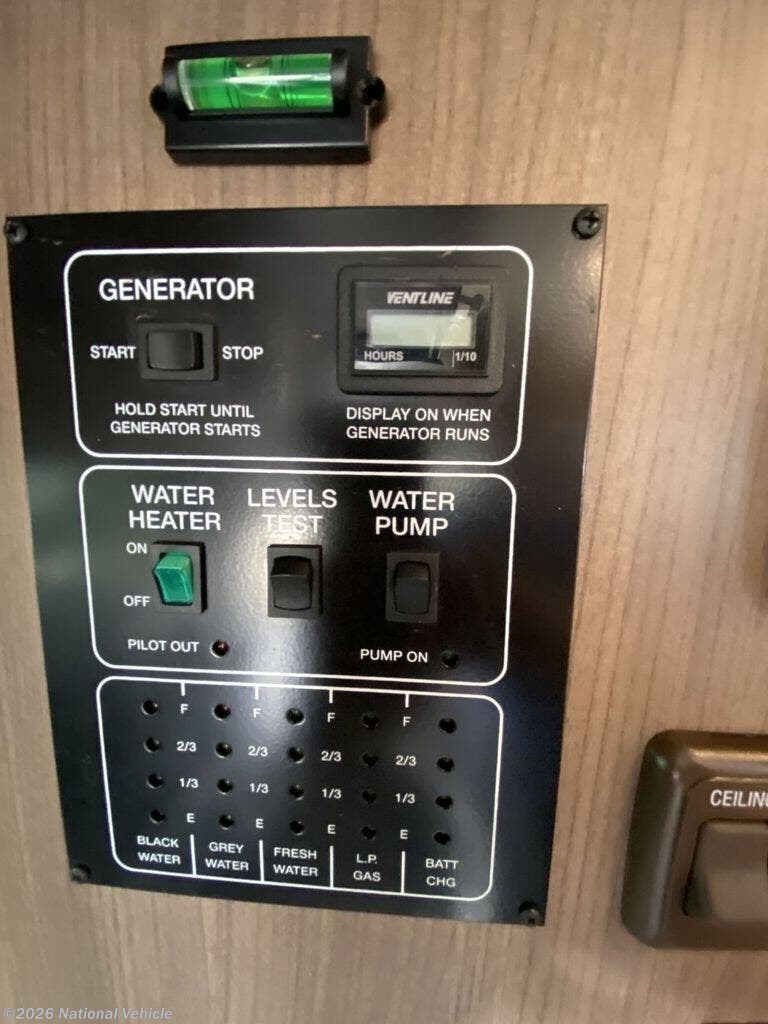 GENERATOR
VENTLINE
HOURS 1/10
START STOP
HOLD START UNTIL
GENERATOR STARTS
DISPLAY ON WHEN
GENERATOR RUNS
WATER
HEATER
LEVELS
TEST
WATER
PUMP
ON
OFF
PILOT OUT
PUMP ON
F F F F
2/3 2/3 2/3 2/3
1/3 1/3 1/3 1/3
E E E E
BLACK
WATER
GREY
WATER
FRESH
WATER
L.P.
GAS
BATT
CHG
CEILING
©2026 National Vehicle